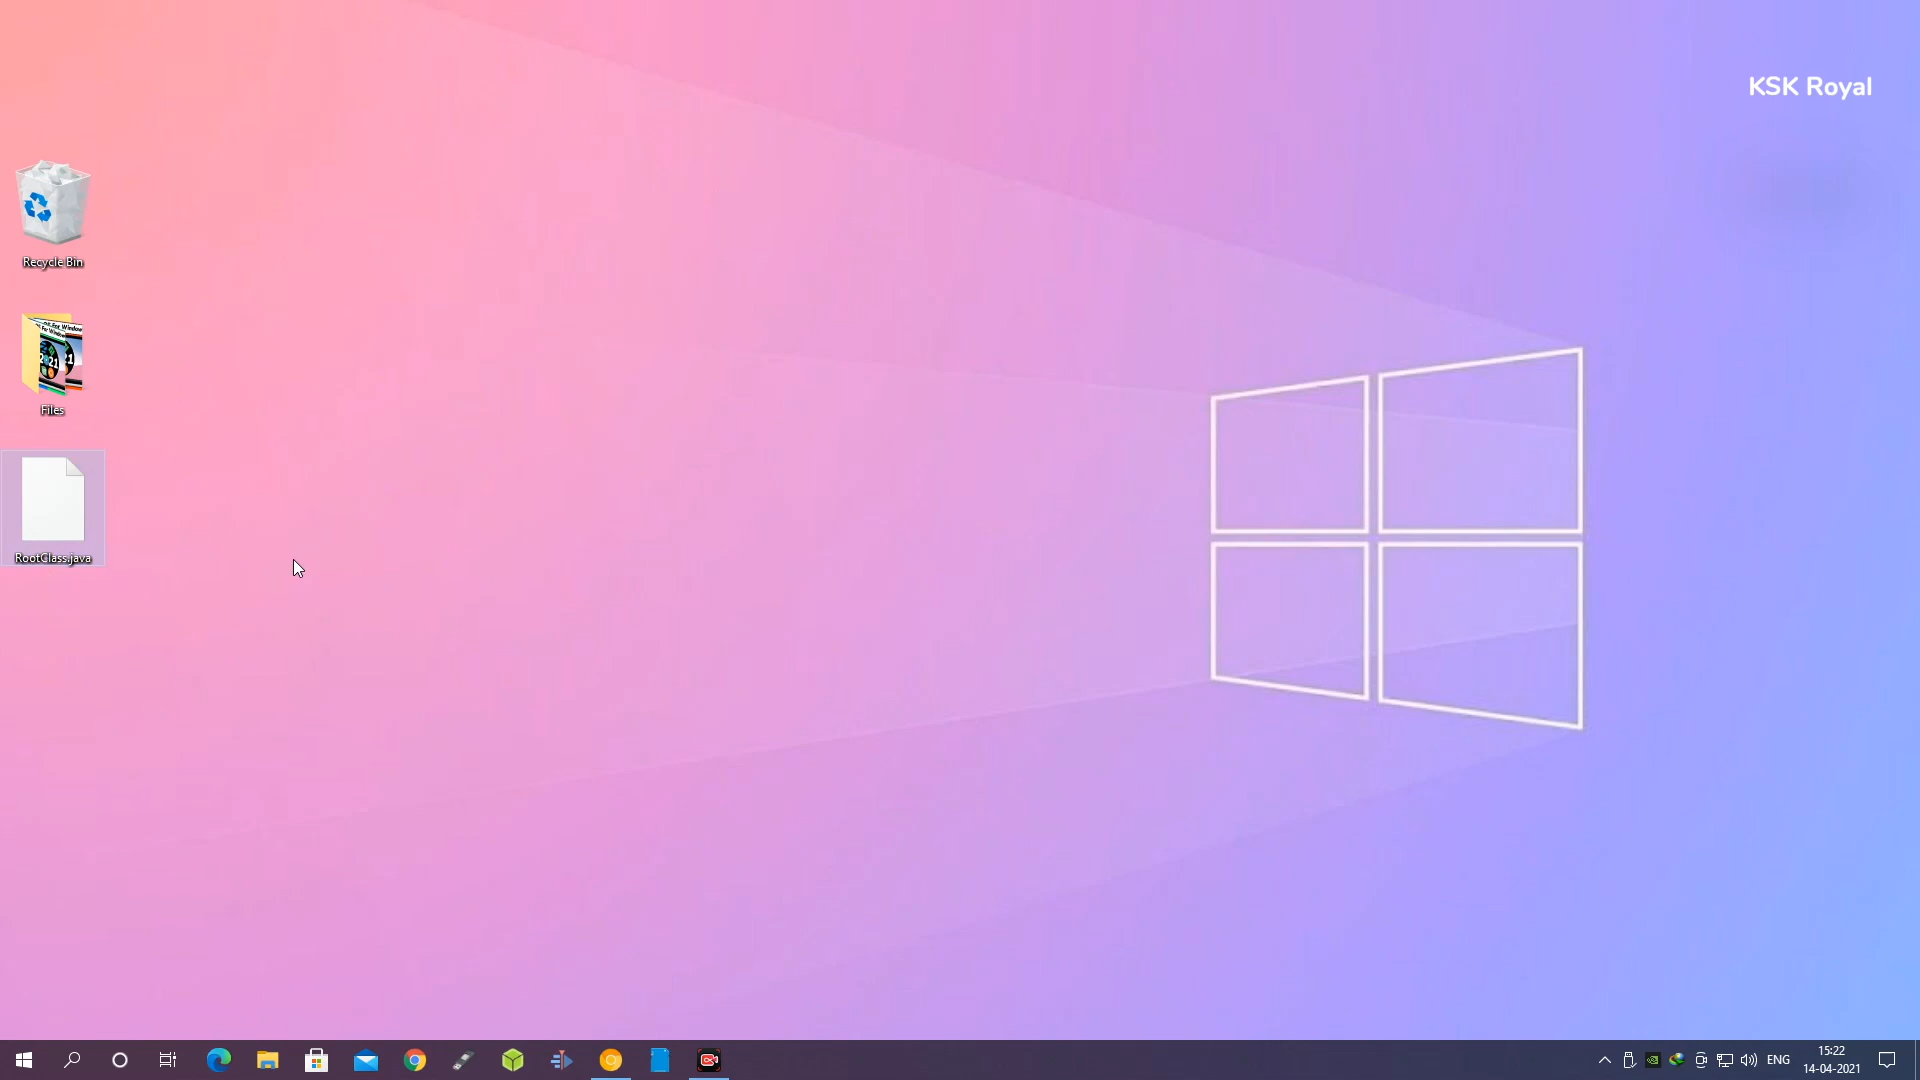 KSK Royal
Recycle Bin
Files
RootClass.java
ENG
15:22
14-04-2021